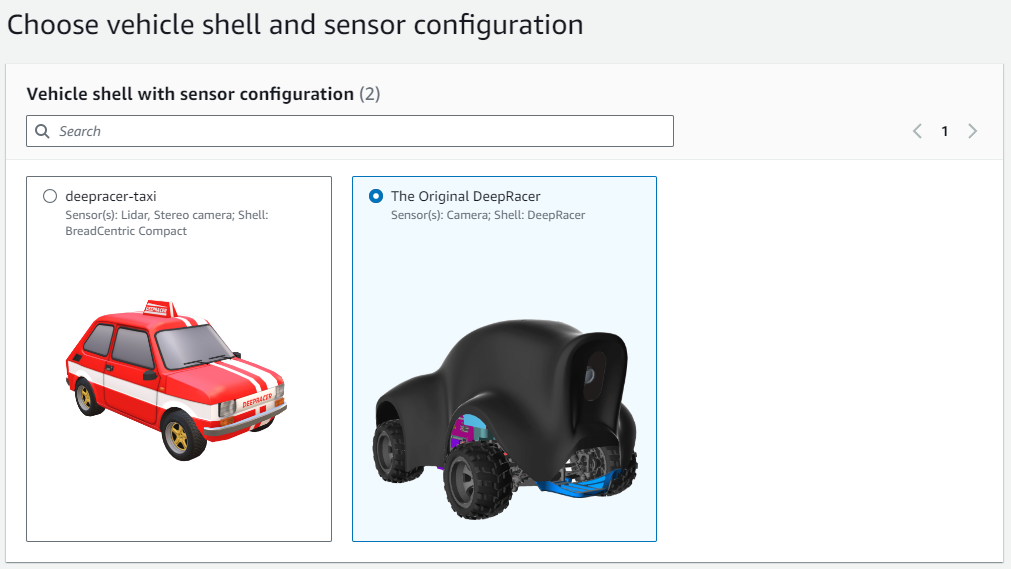 Choose vehicle shell and sensor configuration
Vehicle shell with sensor configuration (2)
Search
1
deepracer-taxi
Sensor(s): Lidar, Stereo camera; Shell:
BreadCentric Compact
The Original DeepRacer
Sensor(s): Camera; Shell: DeepRacer
DEEPRACER
DEEPRACER